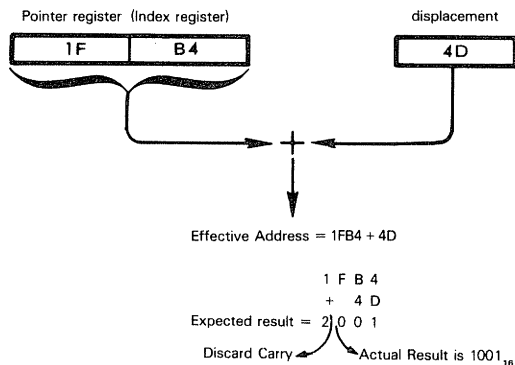 Pointer register (Index register) displacement
1F B4 4D
+
Effective Address = 1FB4 + 4D
1 F B 4
+ 4 D
Expected result = 2 0 0 1
Discard Carry Actual Result is 1001₁₆